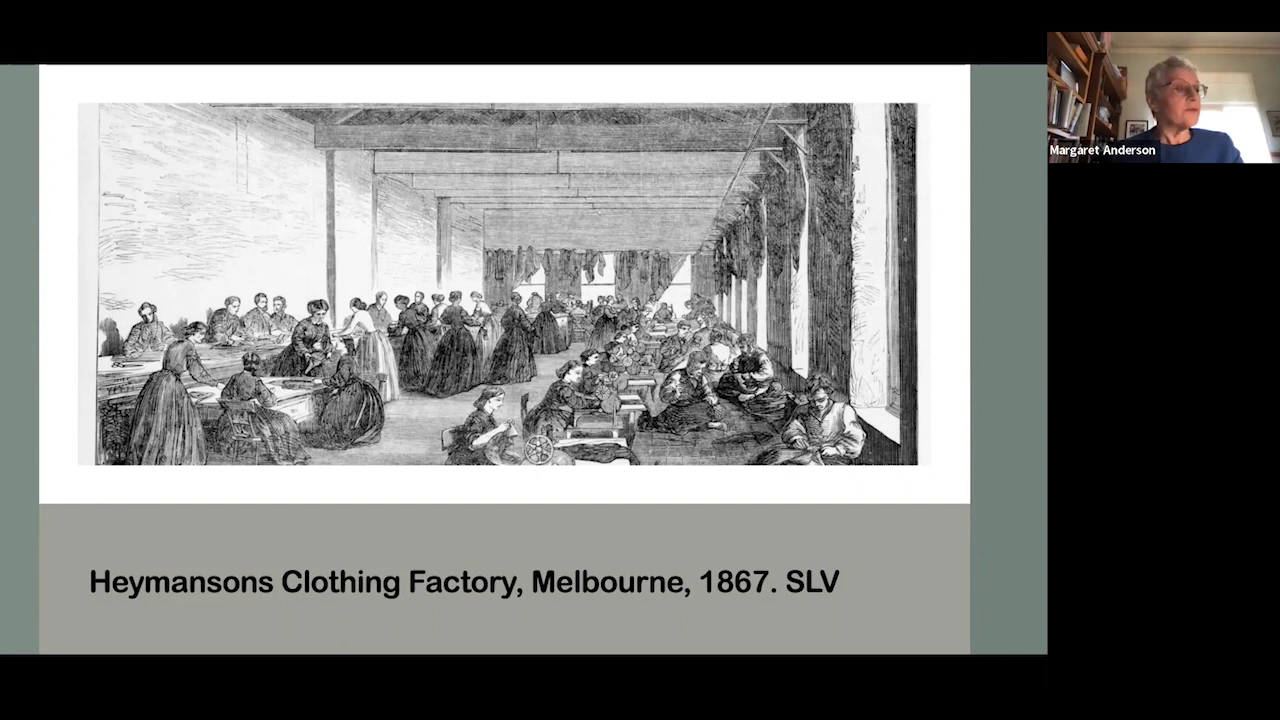 Margaret Anderson
Heymansons Clothing Factory, Melbourne, 1867. SLV